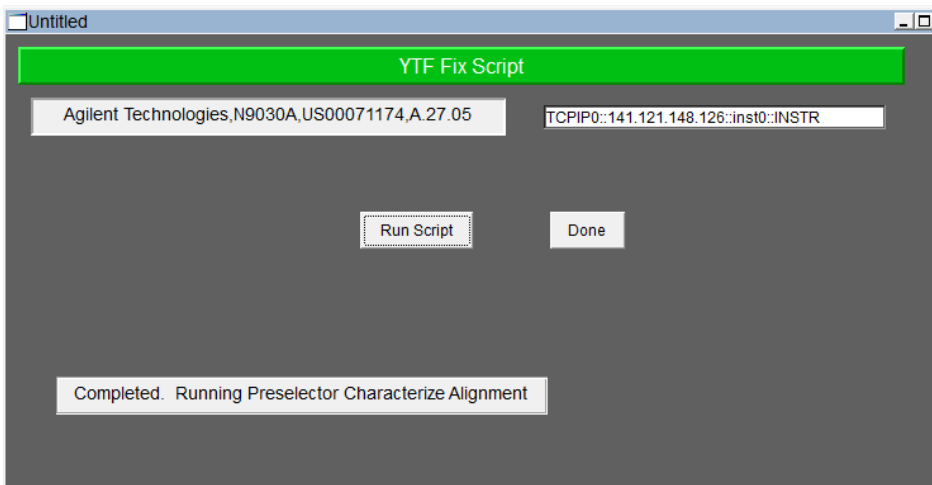 Untitled
YTF Fix Script
Agilent Technologies,N9030A,US00071174,A.27.05
TCPIP0::141.121.148.126::inst0::INSTR
Run Script
Done
Completed.  Running Preselector Characterize Alignment